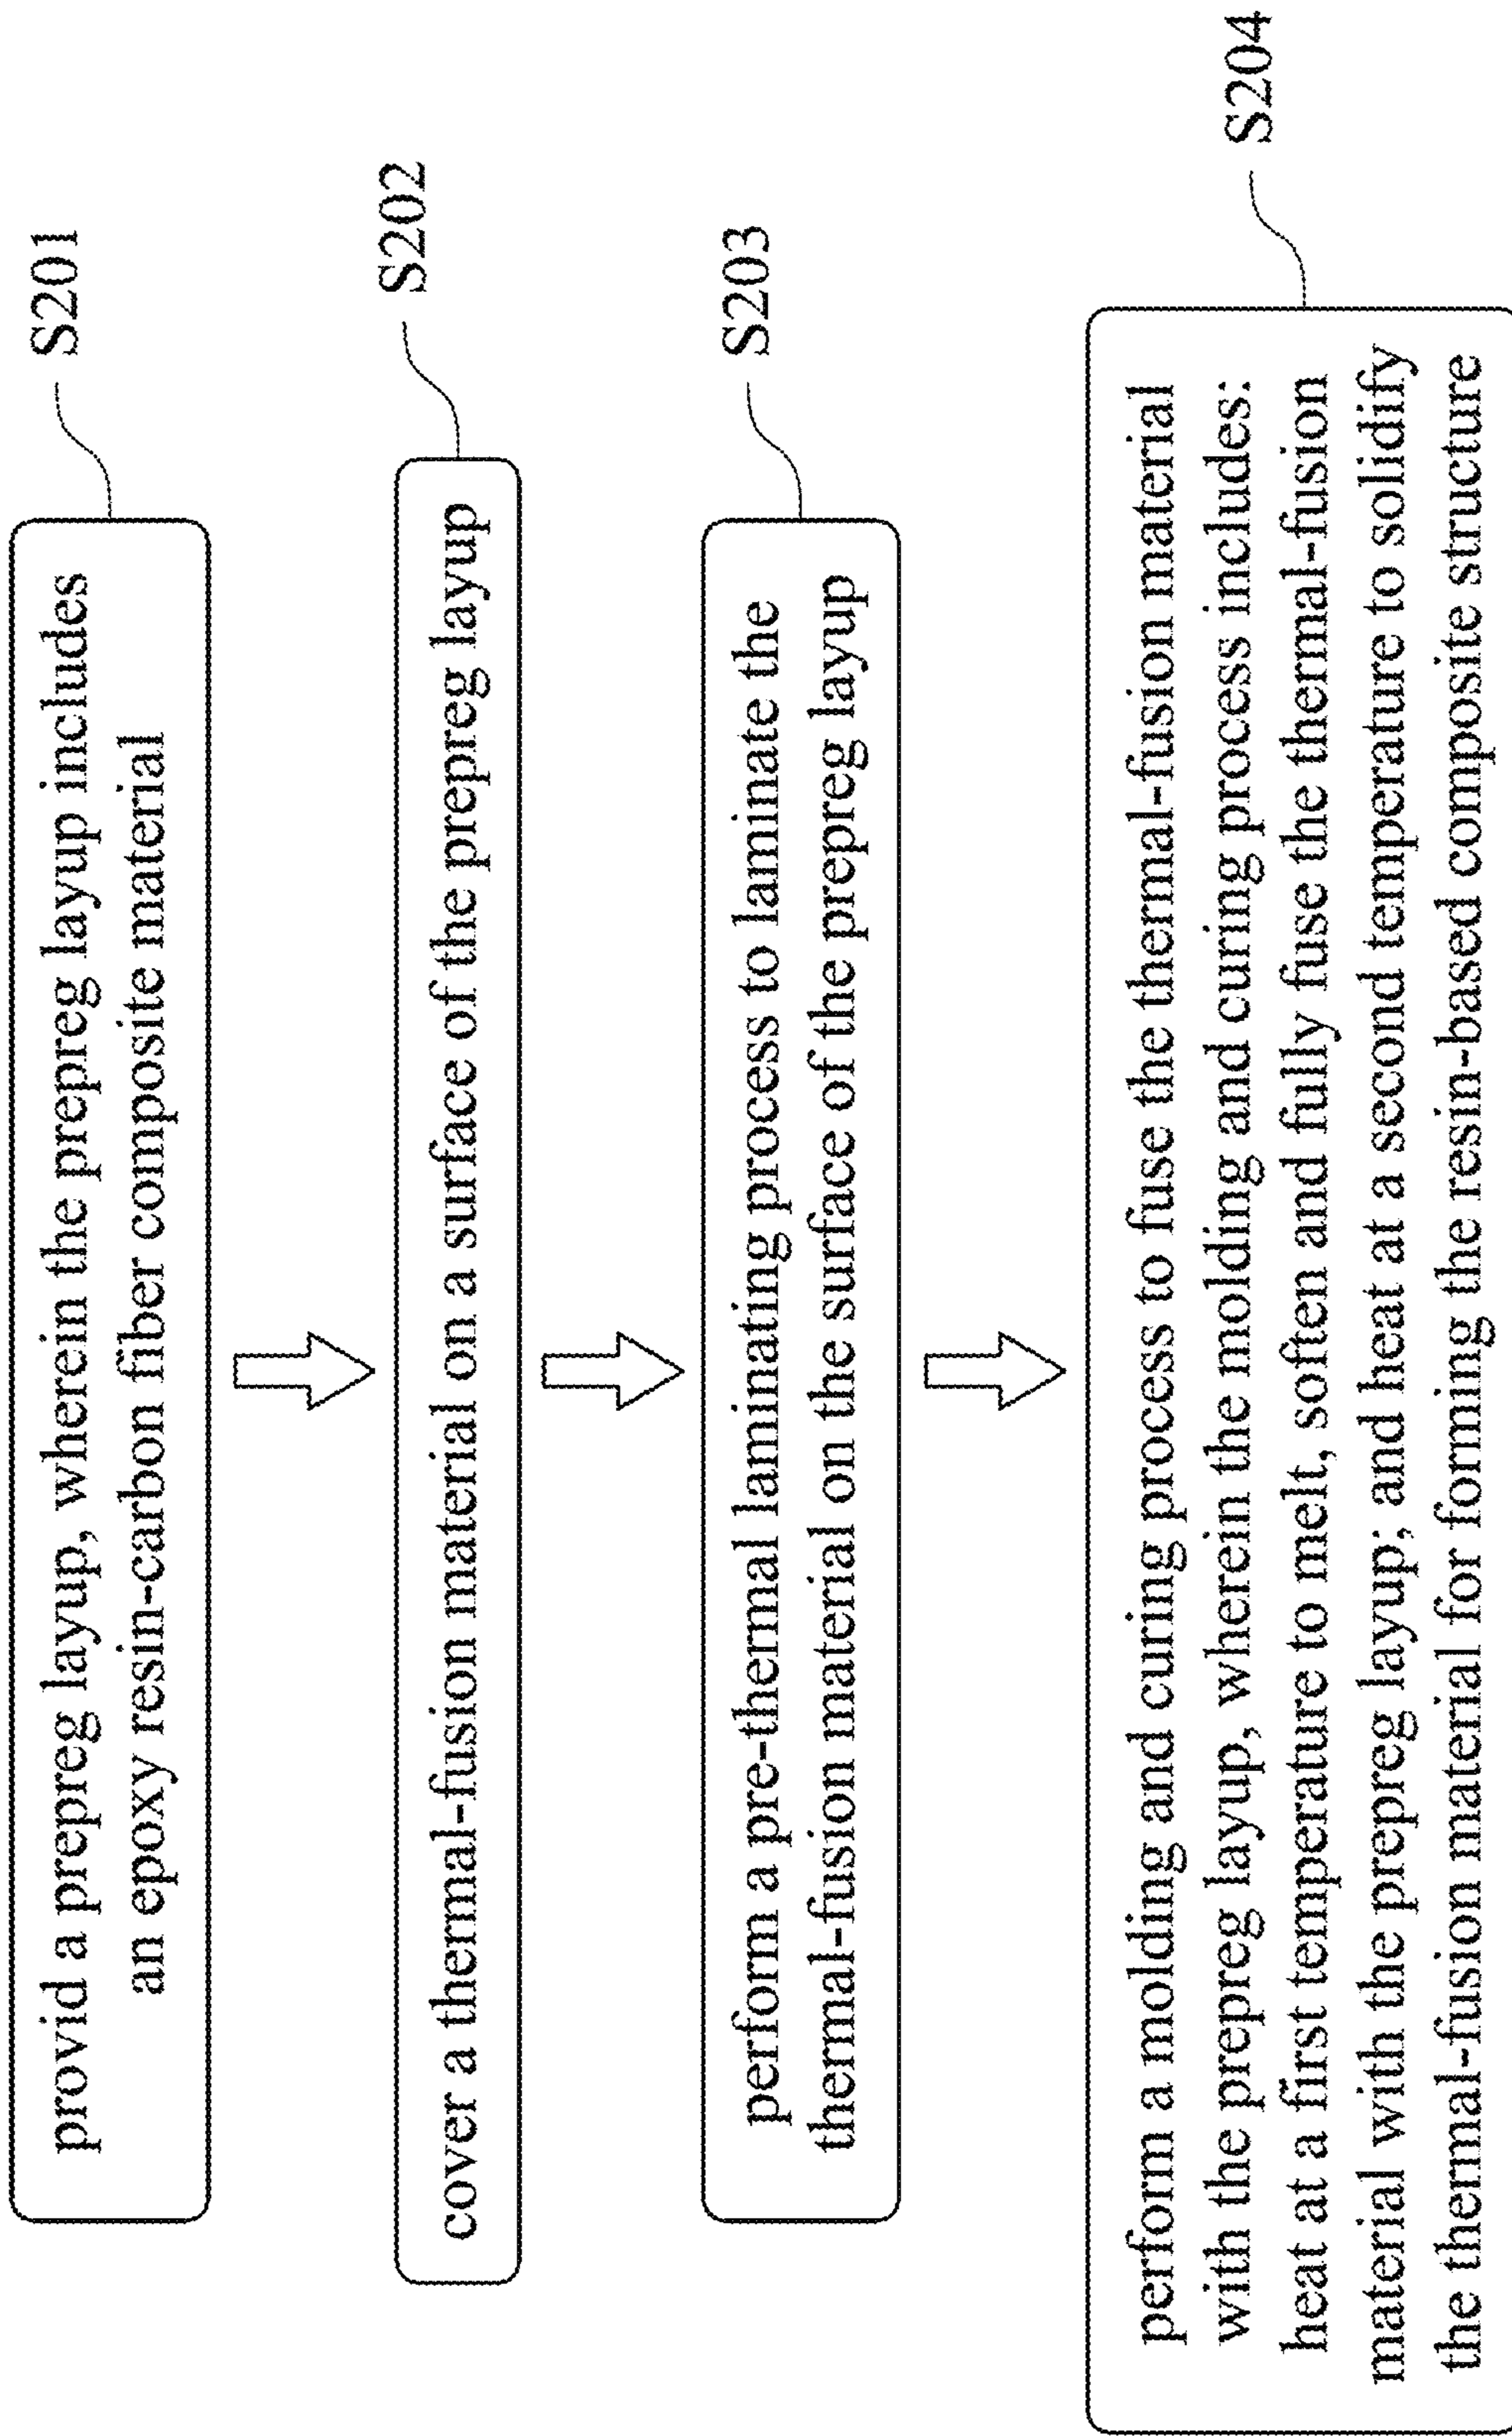 provid a prepreg layup, wherein the prepreg layup includes
an epoxy resin-carbon fiber composite material
S201
cover a thermal-fusion material on a surface of the prepreg layup
S202
perform a pre-thermal laminating process to laminate the
thermal-fusion material on the surface of the prepreg layup
S203
perform a molding and curing process to fuse the thermal-fusion material
with the prepreg layup, wherein the molding and curing process includes:
heat at a first temperature to melt, soften and fully fuse the thermal-fusion
material with the prepreg layup; and heat at a second temperature to solidify
the thermal-fusion material for forming the resin-based composite structure
S204